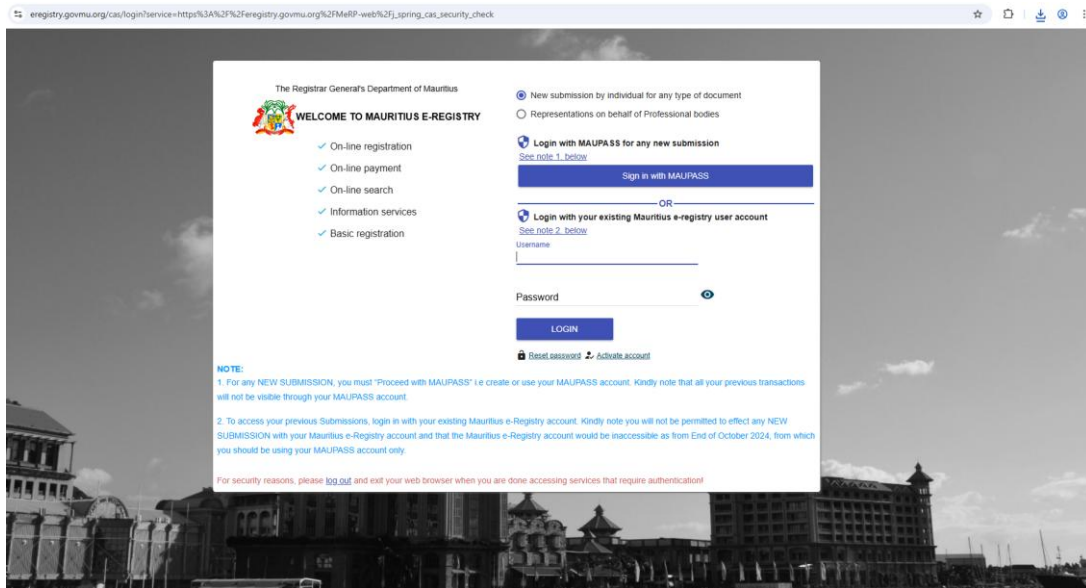 eregistry.govmu.org/cas/login?service=https%3A%2F%2Feregistry.govmu.org%2FMeRP-web%2Fj_spring_cas_security_check
The Registrar General's Department of Mauritius
WELCOME TO MAURITIUS E-REGISTRY
On-line registration
On-line payment
On-line search
Information services
Basic registration
New submission by individual for any type of document
Representations on behalf of Professional bodies
Login with MAUPASS for any new submission
See note 1. below
Sign in with MAUPASS
OR
Login with your existing Mauritius e-registry user account
See note 2. below
Username
Password
LOGIN
Reset password
Activate account
NOTE:
1. For any NEW SUBMISSION, you must "Proceed with MAUPASS" i.e create or use your MAUPASS account. Kindly note that all your previous transactions
will not be visible through your MAUPASS account.
2. To access your previous Submissions, login in with your existing Mauritius e-Registry account. Kindly note you will not be permitted to effect any NEW
SUBMISSION with your Mauritius e-Registry account and that the Mauritius e-Registry account would be inaccessible as from End of October 2024, from which
you should be using your MAUPASS account only.
For security reasons, please log out and exit your web browser when you are done accessing services that require authentication!